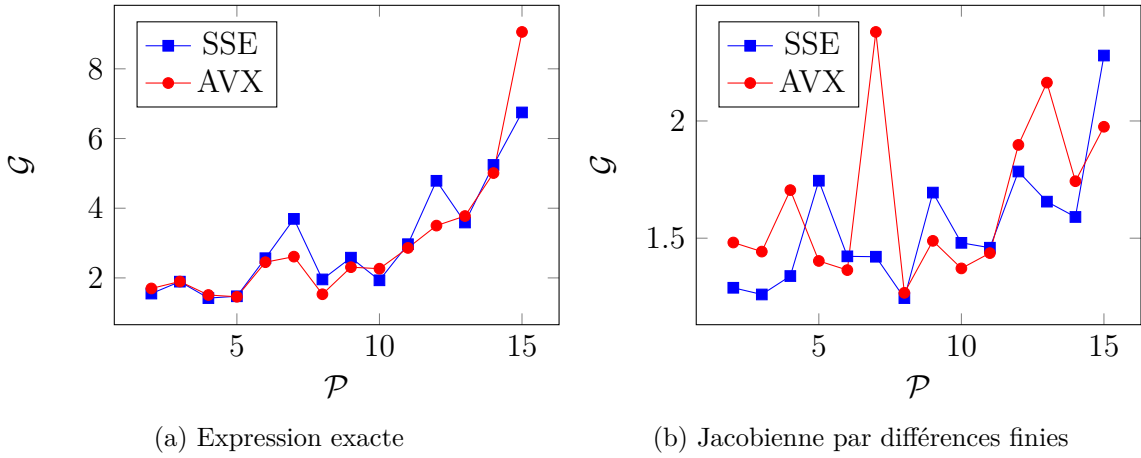 SSE
AVX
8
6
4
2
𝒢
5
10
15
𝒫
(a) Expression exacte
SSE
AVX
2
1.5
𝒢
5
10
15
𝒫
(b) Jacobienne par différences finies